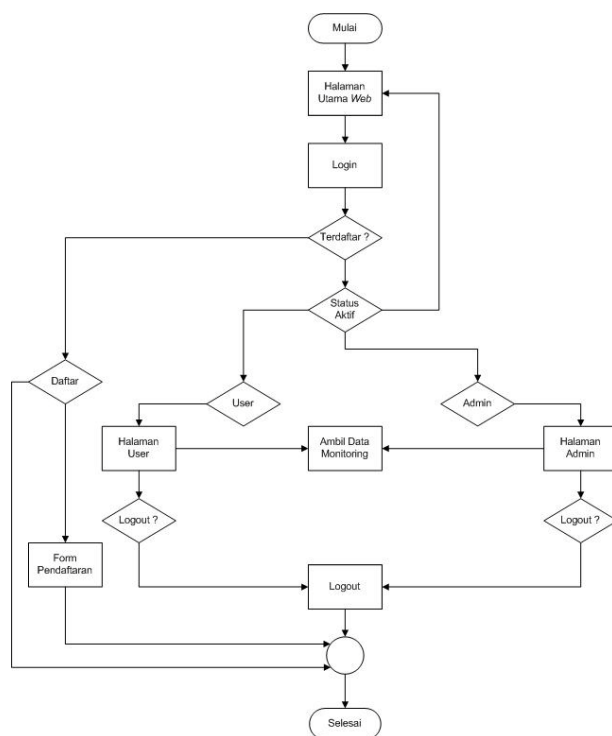 Mulai
Halaman
Utama Web
Login
Terdaftar ?
Status
Aktif
Daftar
User
Admin
Halaman
User
Ambil Data
Monitoring
Halaman
Admin
Logout ?
Logout ?
Form
Pendaftaran
Logout
Selesai